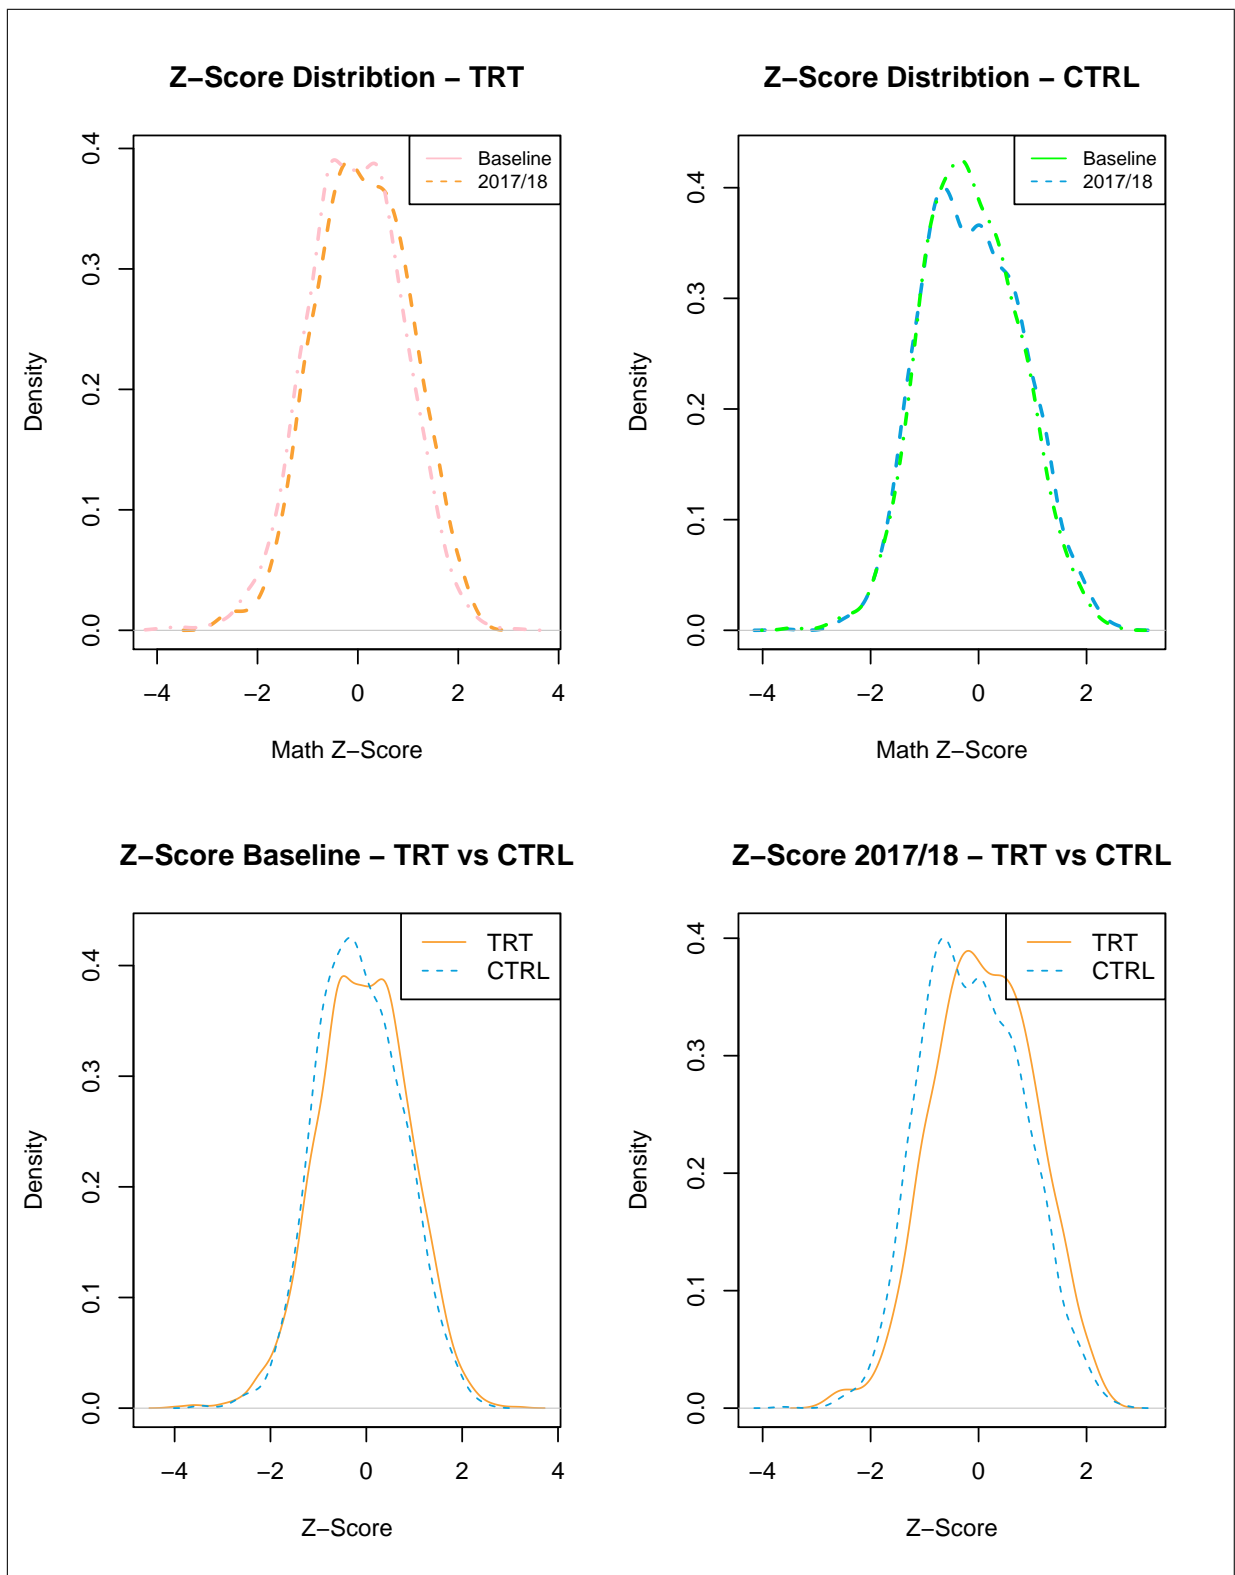 Z−Score Distribtion − TRT
Density
0.0 0.1 0.2 0.3 0.4
Baseline
2017/18
−4 −2 0 2 4
Math Z−Score
Z−Score Distribtion − CTRL
Density
0.0 0.1 0.2 0.3 0.4
Baseline
2017/18
−4 −2 0 2
Math Z−Score
Z−Score Baseline − TRT vs CTRL
Density
0.0 0.1 0.2 0.3 0.4
TRT
CTRL
−4 −2 0 2 4
Z−Score
Z−Score 2017/18 − TRT vs CTRL
Density
0.0 0.1 0.2 0.3 0.4
TRT
CTRL
−4 −2 0 2
Z−Score